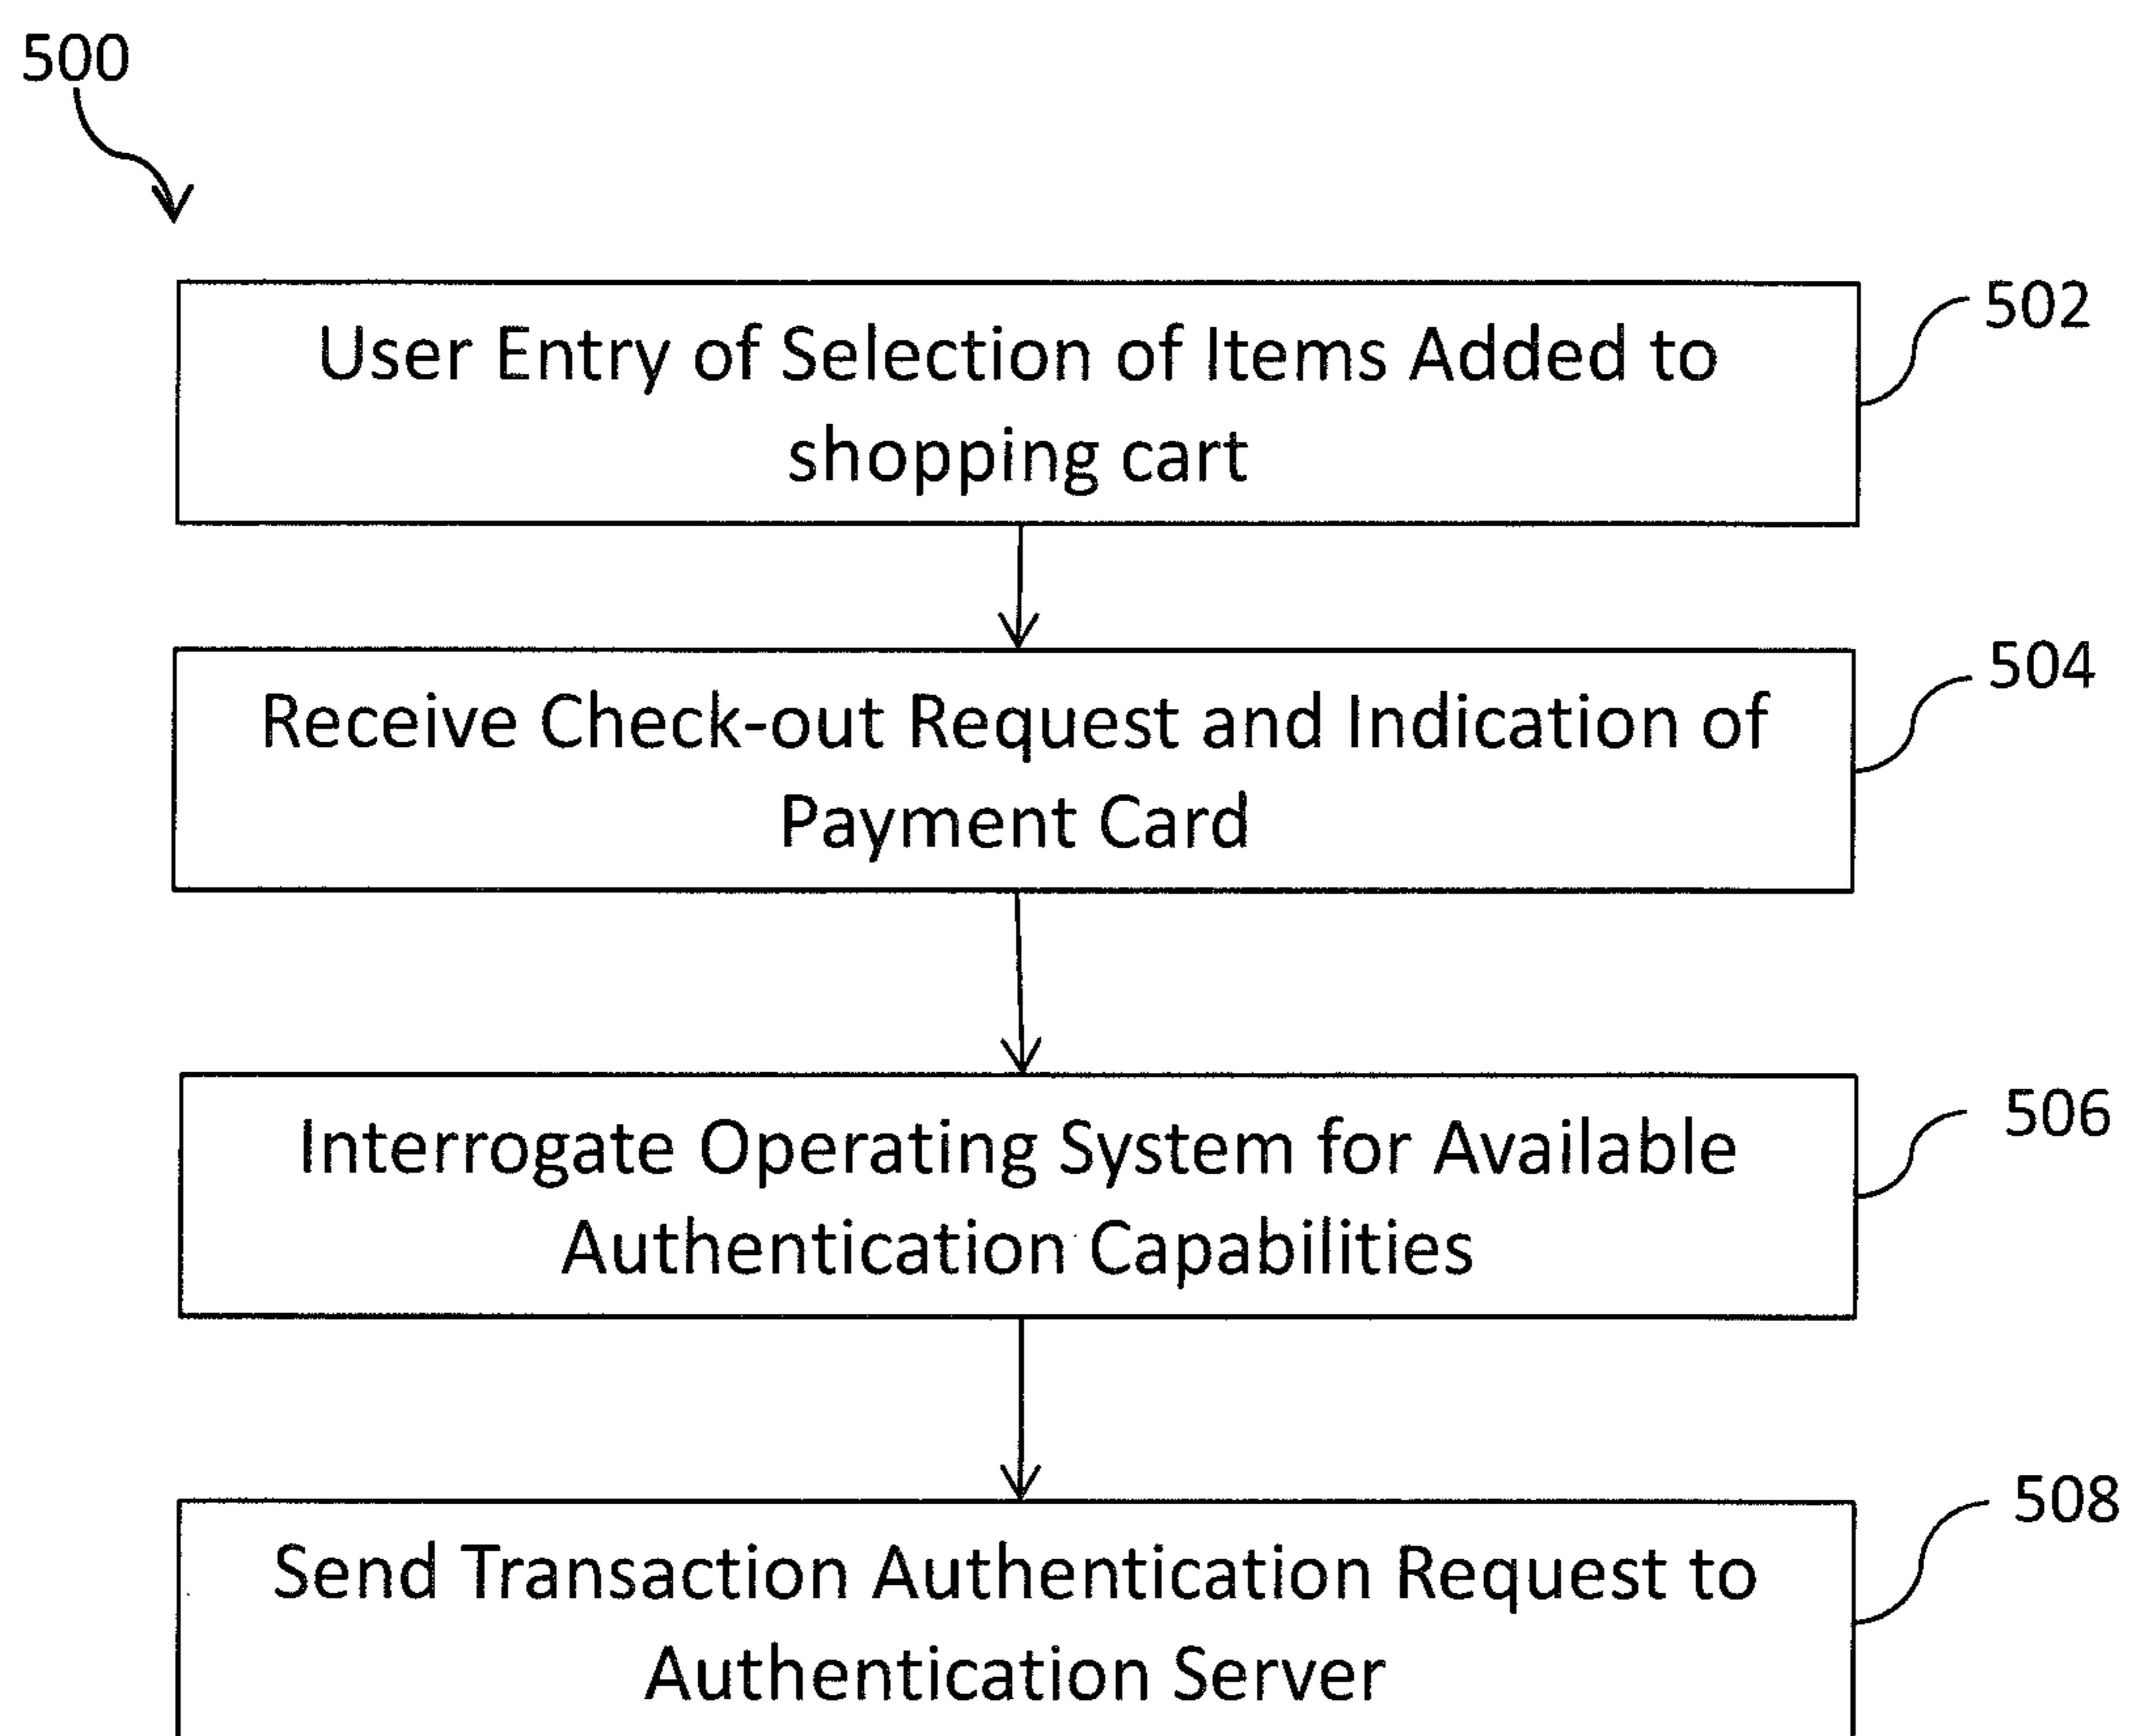 500
User Entry of Selection of Items Added to
shopping cart
502
Receive Check-out Request and Indication of
Payment Card
504
Interrogate Operating System for Available
Authentication Capabilities
506
Send Transaction Authentication Request to
Authentication Server
508